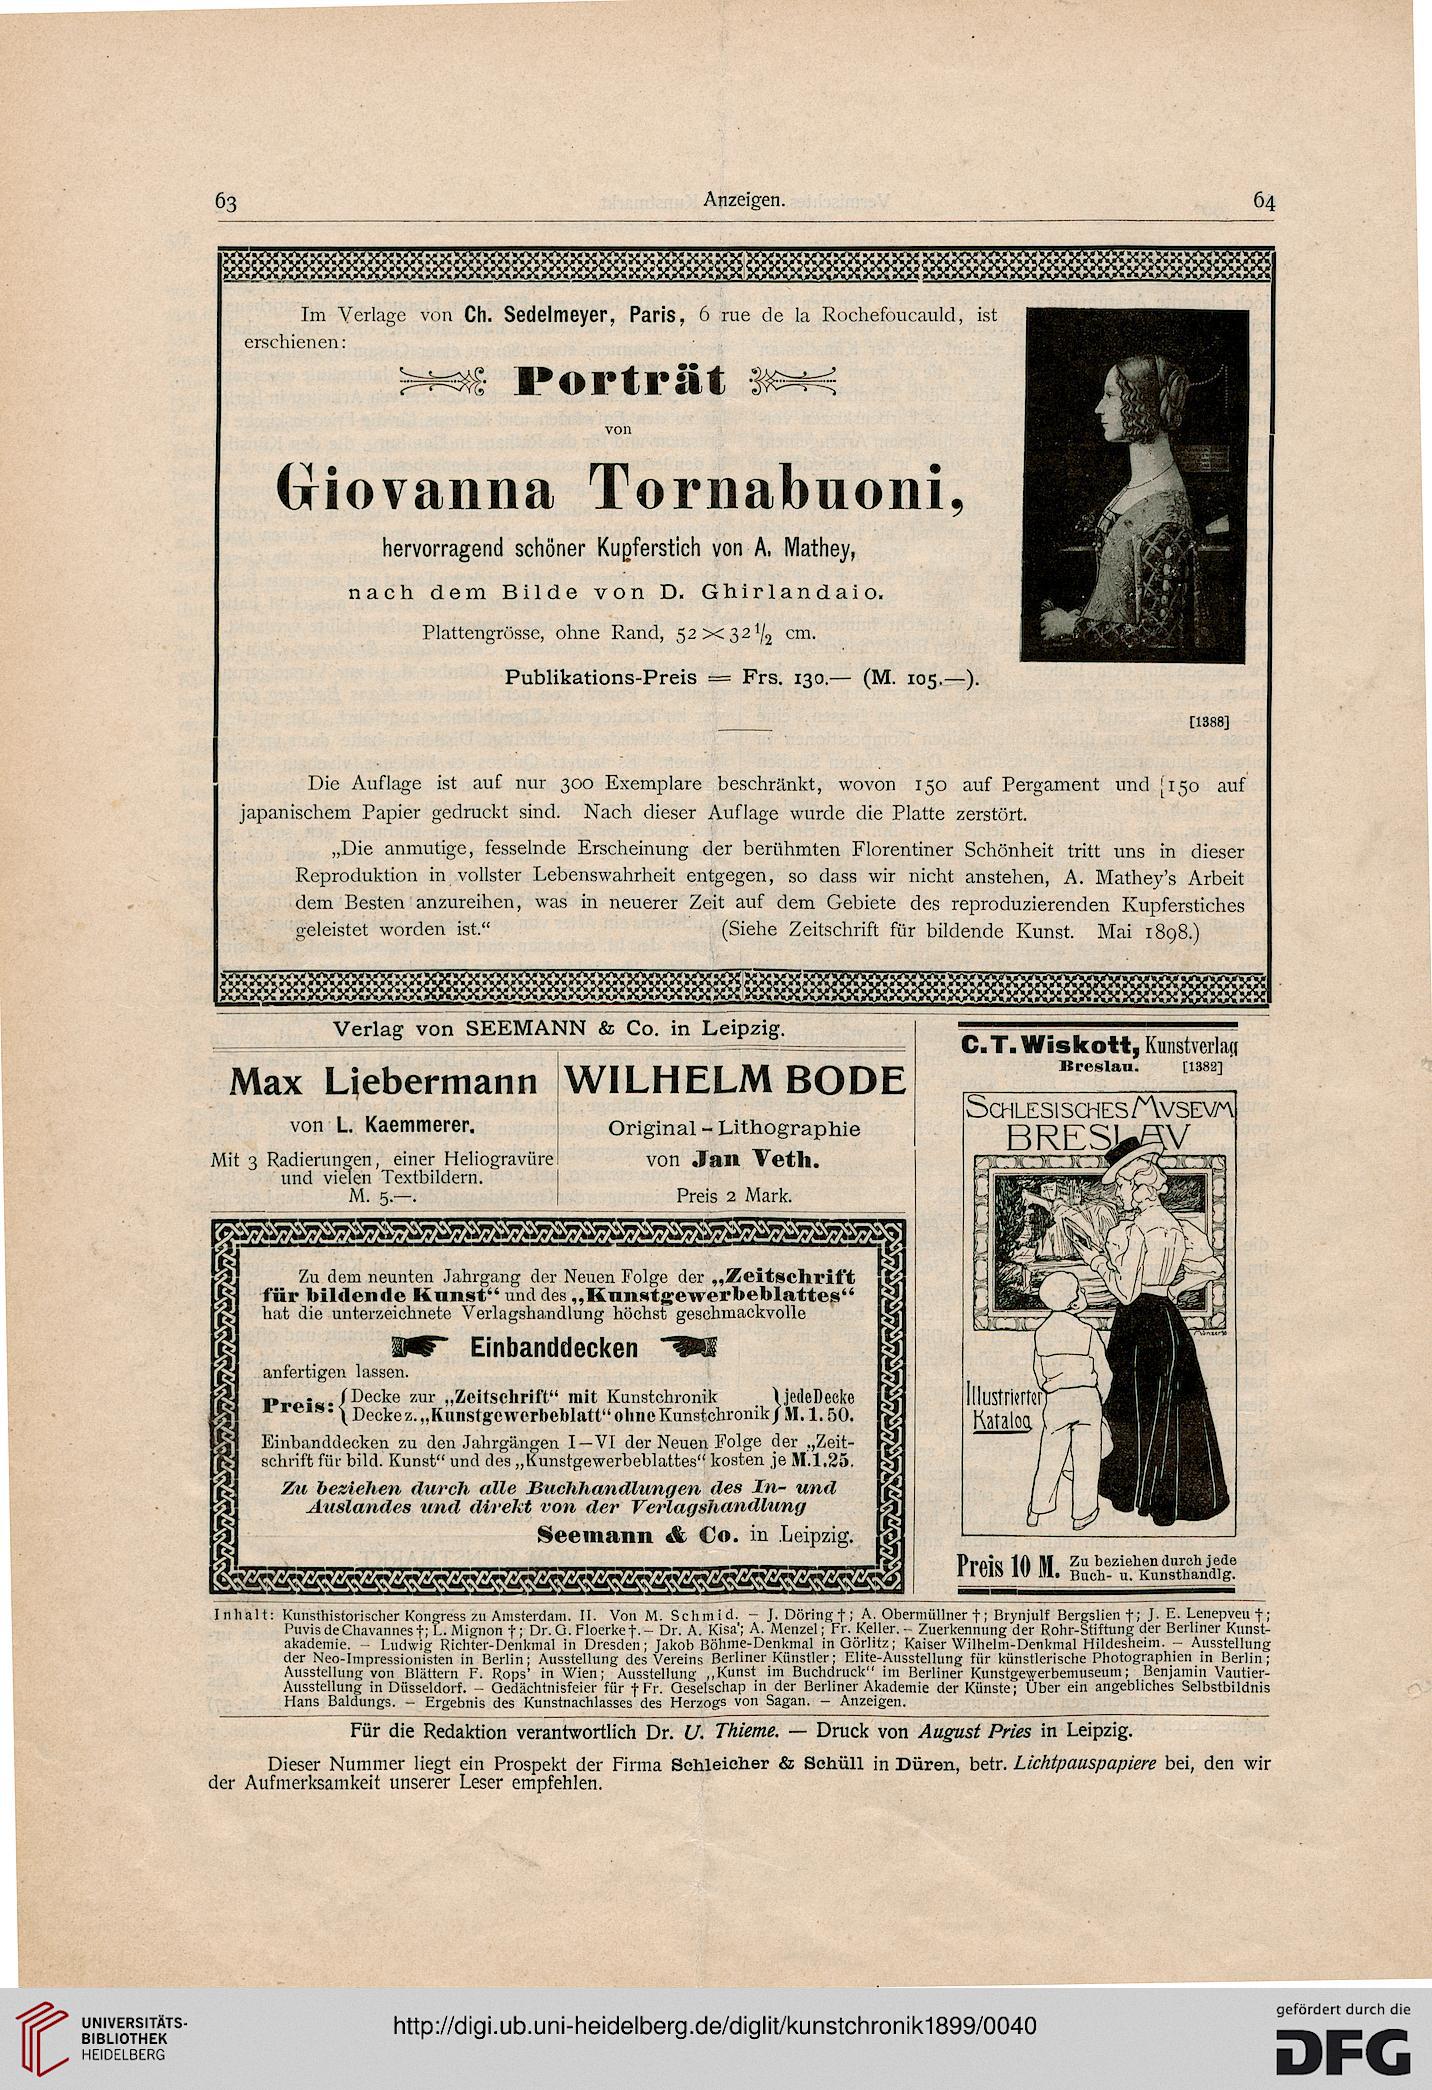 63
Anzeigen.
64
Im Verlage von Ch. Sedelmeyer, Paris, 6 rue de la Rochefoucauld, ist
erschienen:
Porträt
von
Giovanna Tornabuoni,
hervorragend schöner Kupferstich von A. Mathey,
nach dem Bilde von D. Ghirlandaio.
Plattengrösse, ohne Rand, 52 × 32 1/2 cm.
Publikations-Preis = Frs. 130.— (M. 105.—).
[1388]
Die Auflage ist auf nur 300 Exemplare beschränkt, wovon 150 auf Pergament und 150 auf
japanischem Papier gedruckt sind. Nach dieser Auflage wurde die Platte zerstört.
„Die anmutige, fesselnde Erscheinung der berühmten Florentiner Schönheit tritt uns in dieser
Reproduktion in vollster Lebenswahrheit entgegen, so dass wir nicht anstehen, A. Mathey's Arbeit
dem Besten anzureihen, was in neuerer Zeit auf dem Gebiete des reproduzierenden Kupferstiches
geleistet worden ist.“ (Siehe Zeitschrift für bildende Kunst. Mai 1898.)
Verlag von SEEMANN & Co. in Leipzig.
Max Liebermann
von L. Kaemmerer.
Mit 3 Radierungen, einer Heliogravüre
und vielen Textbildern.
M. 5.—.
WILHELM BODE
Original-Lithographie
von Jan Veth.
Preis 2 Mark.
Zu dem neunten Jahrgang der Neuen Folge der „Zeitschrift
für bildende Kunst“ und des „Kunstgewerbeblattes“
hat die unterzeichnete Verlagshandlung höchst geschmackvolle
Einbanddecken
anfertigen lassen.
Preis: { Decke zur „Zeitschrift“ mit Kunstchronik } jede Decke
{ Decke z. „Kunstgewerbeblatt“ ohne Kunstchronik } M. 1.50.
Einbanddecken zu den Jahrgängen I—VI der Neuen Folge der „Zeit-
schrift für bild. Kunst“ und des „Kunstgewerbeblattes“ kosten je M. 1.25.
Zu beziehen durch alle Buchhandlungen des In- und
Auslandes und direkt von der Verlagshandlung
Seemann & Co. in Leipzig.
C. T. Wiskott, Kunstverlag
Breslau. [1382]
SCHLESISCHES MVSEVM
BRESLAV
Illustrierter
Katalog
Preis 10 M. Zu beziehen durch jede
Buch- u. Kunsthandlg.
Inhalt: Kunsthistorischer Kongress zu Amsterdam. II. Von M. Schmid. — J. Döring †; A. Obermüllner †; Brynjulf Bergslien †; J. E. Lenepveu †;
Puvis de Chavannes †; L. Mignon †; Dr. G. Floerke †. — Dr. A. Kisa; A. Menzel; Fr. Keller. — Zuerkennung der Rohr-Stiftung der Berliner Kunst-
akademie. — Ludwig Richter-Denkmal in Dresden; Jakob Böhme-Denkmal in Görlitz; Kaiser Wilhelm-Denkmal Hildesheim. — Ausstellung
der Neo-Impressionisten in Berlin; Ausstellung des Vereins Berliner Künstler; Elite-Ausstellung für künstlerische Photographien in Berlin;
Ausstellung von Blättern F. Rops' in Wien; Ausstellung „Kunst im Buchdruck“ im Berliner Kunstgewerbemuseum; Benjamin Vautier-
Ausstellung in Düsseldorf. — Gedächtnisfeier für † Fr. Geselschap in der Berliner Akademie der Künste; Über ein angebliches Selbstbildnis
Hans Baldungs. — Ergebnis des Kunstnachlasses des Herzogs von Sagan. — Anzeigen.
Für die Redaktion verantwortlich Dr. U. Thieme. — Druck von August Pries in Leipzig.
Dieser Nummer liegt ein Prospekt der Firma Schleicher & Schüll in Düren, betr. Lichtpauspapiere bei, den wir
der Aufmerksamkeit unserer Leser empfehlen.
UNIVERSITÄTS-
BIBLIOTHEK
HEIDELBERG
http://digi.ub.uni-heidelberg.de/diglit/kunstchronik1899/0040
gefördert durch die
DFG